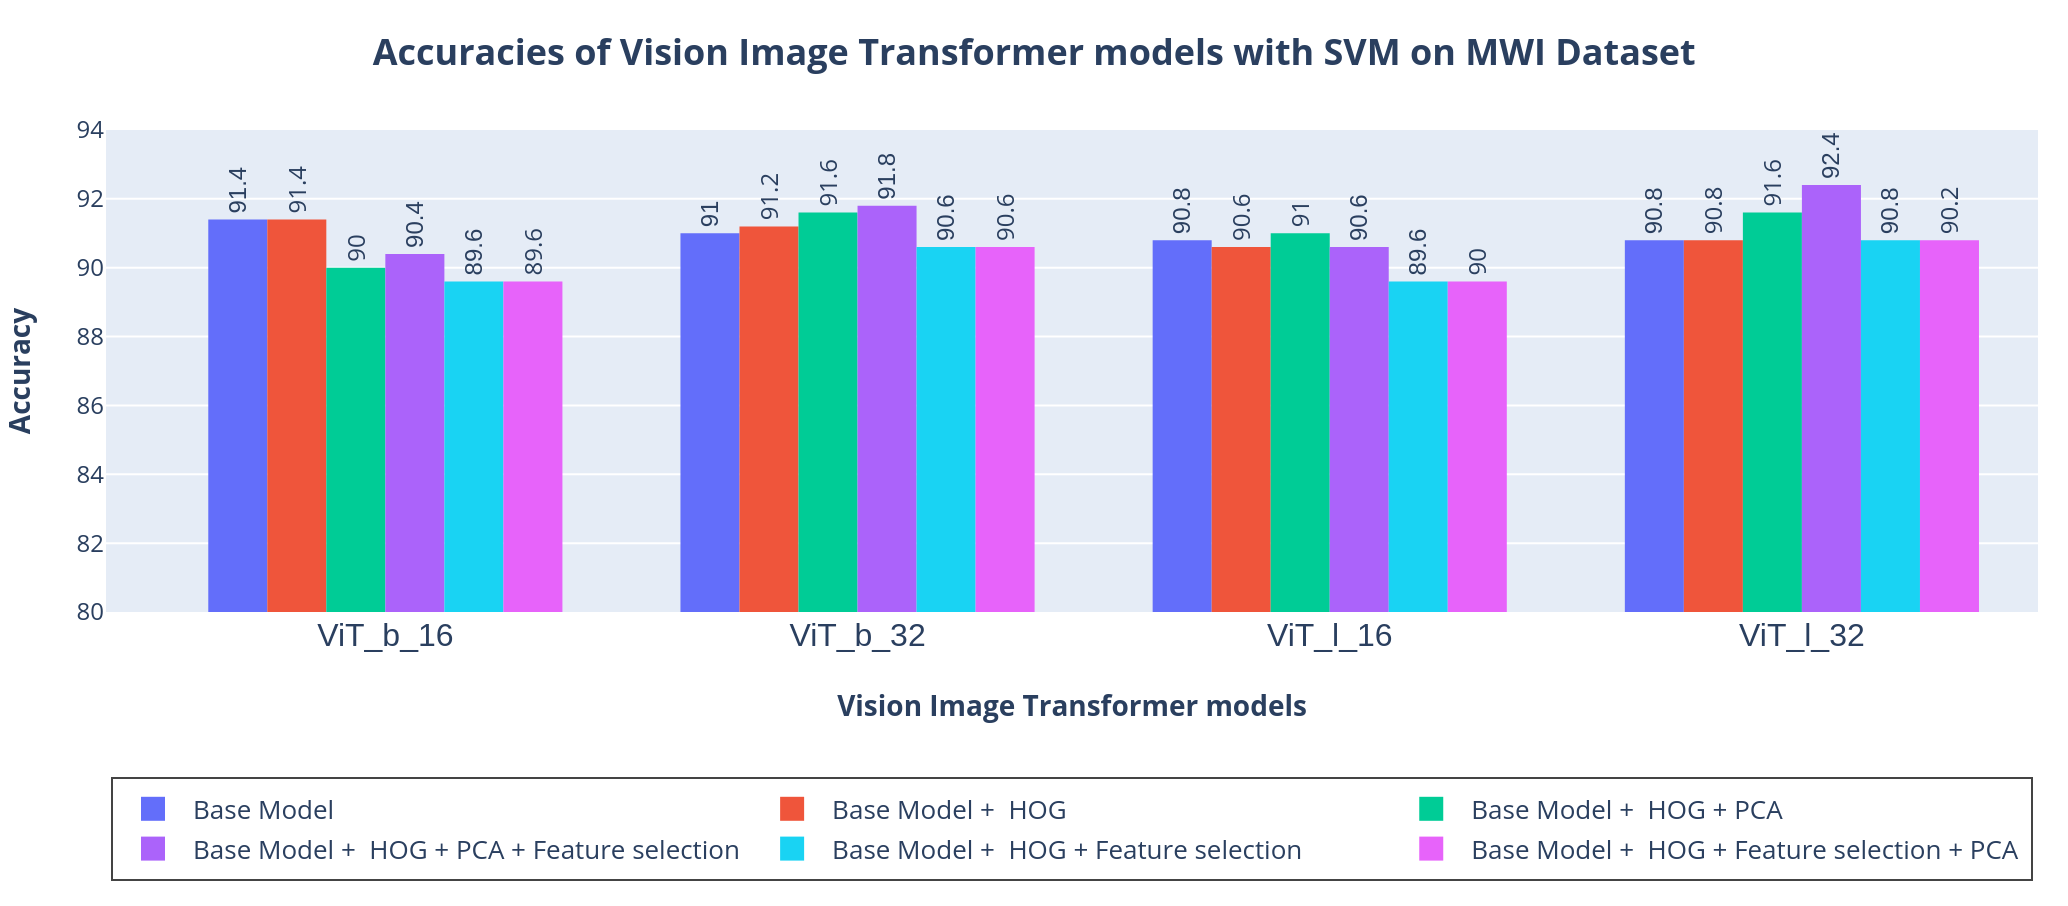 Accuracies of Vision Image Transformer models with SVM on MWI Dataset
94
92
90
88
86
84
82
80
Accuracy
91.4
91.4
90
90.4
89.6
89.6
91
91.2
91.6
91.8
90.6
90.6
90.8
90.6
91
90.6
89.6
90
90.8
90.8
91.6
92.4
90.8
90.2
ViT_b_16
ViT_b_32
ViT_l_16
ViT_l_32
Vision Image Transformer models
Base Model
Base Model +  HOG
Base Model +  HOG + PCA
Base Model +  HOG + PCA + Feature selection
Base Model +  HOG + Feature selection
Base Model +  HOG + Feature selection + PCA